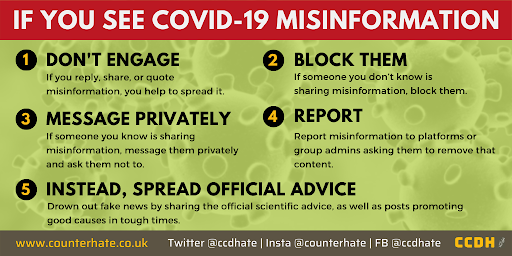 IF YOU SEE COVID-19 MISINFORMATION
1 DON'T ENGAGE
If you reply, share, or quote
misinformation, you help to spread it.
2 BLOCK THEM
If someone you don't know is
sharing misinformation, block them.
3 MESSAGE PRIVATELY
If someone you know is sharing
misinformation, message them privately
and ask them not to.
4 REPORT
Report misinformation to platforms or
group admins asking them to remove that
content.
5 INSTEAD, SPREAD OFFICIAL ADVICE
Drown out fake news by sharing the official scientific advice, as well as posts promoting
good causes in tough times.
www.counterhate.co.uk Twitter @ccdhate | Insta @counterhate | FB @ccdhate CCDH